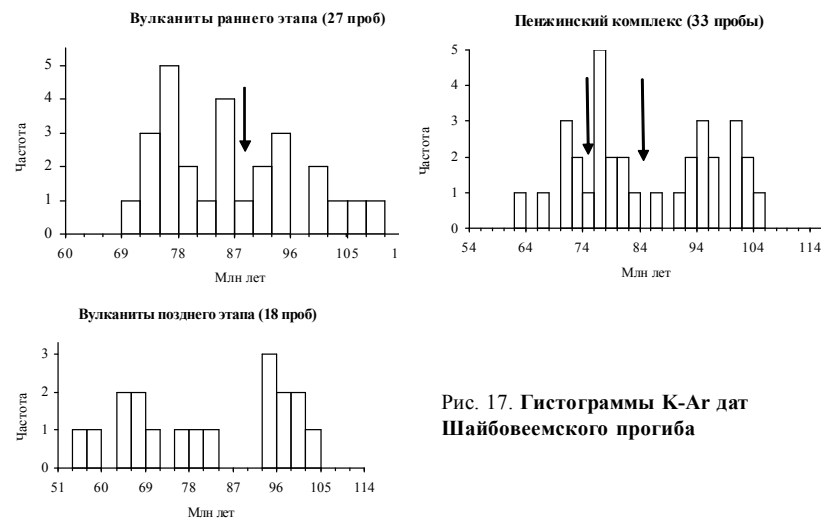 Вулканиты раннего этапа (27 проб)
5
4
3
2
1
0
Частота
60 69 78 87 96 105 1
Млн лет
Пенжинский комплекс (33 пробы)
5
4
3
2
1
0
Частота
54 64 74 84 94 104 114
Млн лет
Вулканиты позднего этапа (18 проб)
3
2
1
0
Частота
51 60 69 78 87 96 105 114
Млн лет
Рис. 17. Гистограммы K-Ar дат
Шайбовеемского прогиба